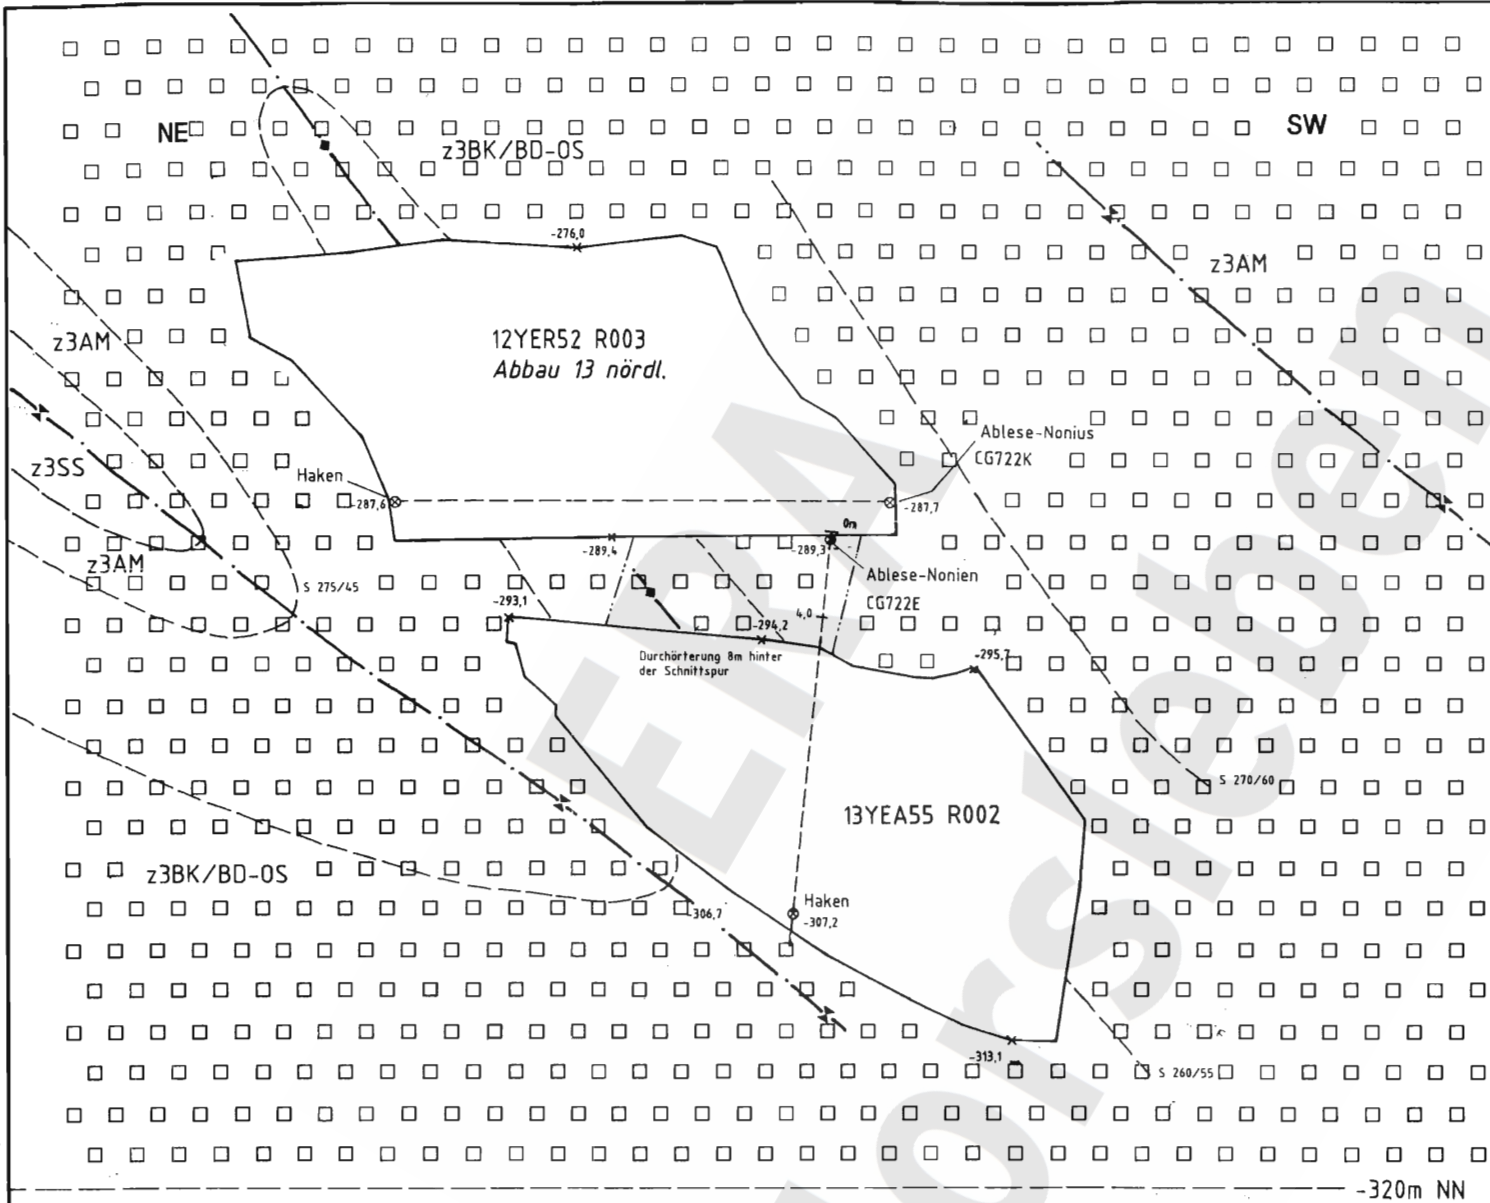 NE
SW
z3BK/BD-OS
-276,0
z3AM
12YER52 R003
Abbau 13 nördl.
z3AM
Ablese-Nonius
CG722K
Haken
z3SS
-287,6
-287,7
0m
-289,4
-289,3
z3AM
Ablese-Nonien
CG722E
S 275/45
-293,1
4,0
-294,2
Durchörterung 8m hinter
der Schnittspur
-295,7
S 270/60
13YEA55 R002
z3BK/BD-OS
Haken
-306,7
-307,2
-313,1
S 260/55
-320m NN
ERA
Morsleben